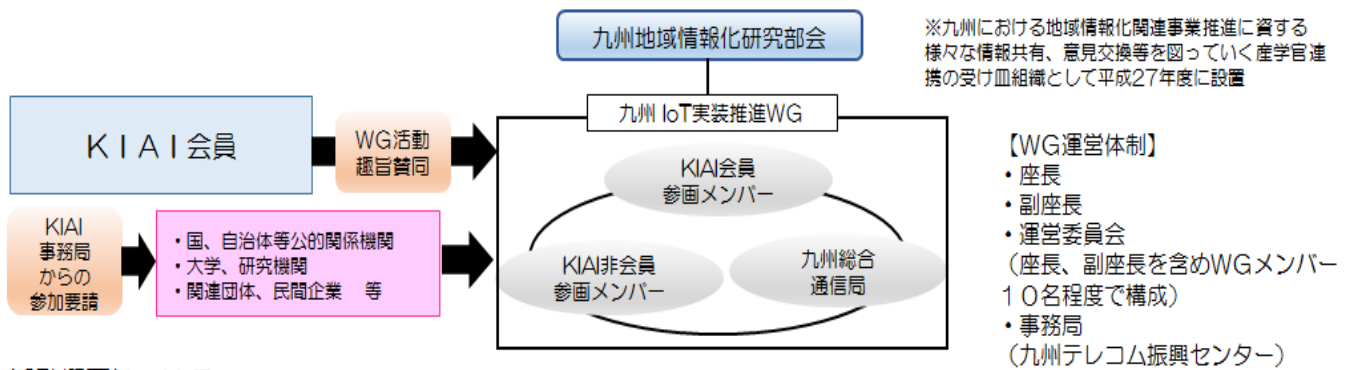 九州地域情報化研究部会
※九州における地域情報化関連事業推進に資する
様々な情報共有、意見交換等を図っていく産学官連
携の受け皿組織として平成27年度に設置
KIAI会員
WG活動
趣旨賛同
九州 IoT実装推進WG
KIAI会員
参画メンバー
KIAI非会員
参画メンバー
九州総合
通信局
KIAI
事務局
からの
参加要請
・国、自治体等公的関係機関
・大学、研究機関
・関連団体、民間企業 等
【WG運営体制】
・座長
・副座長
・運営委員会
(座長、副座長を含めWGメンバー
10名程度で構成)
・事務局
(九州テレコム振興センター)